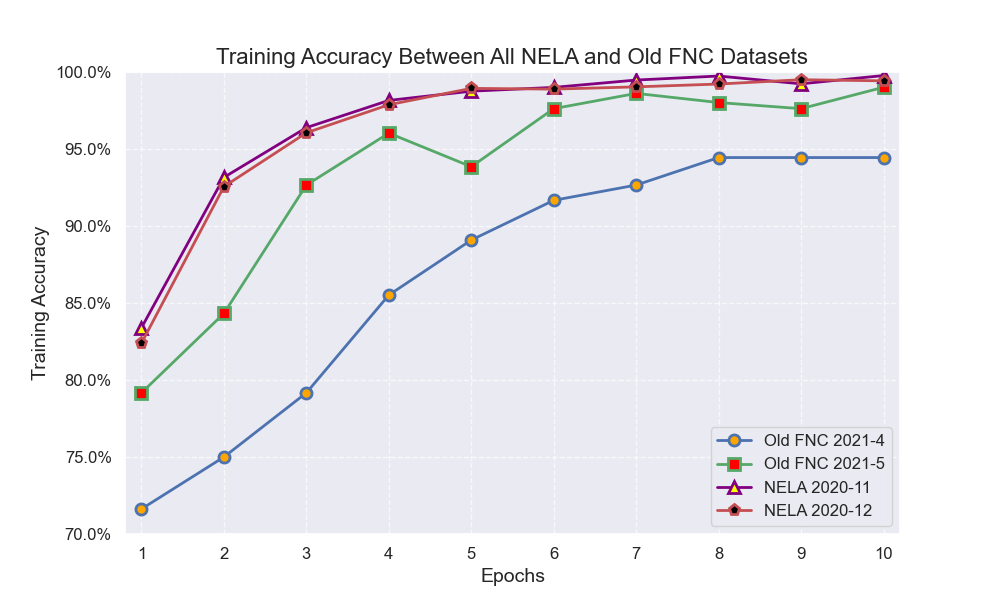 Training Accuracy Between All NELA and Old FNC Datasets
Training Accuracy
100.0%
95.0%
90.0%
85.0%
80.0%
75.0%
70.0%
Old FNC 2021-4
Old FNC 2021-5
NELA 2020-11
NELA 2020-12
1 2 3 4 5 6 7 8 9 10
Epochs